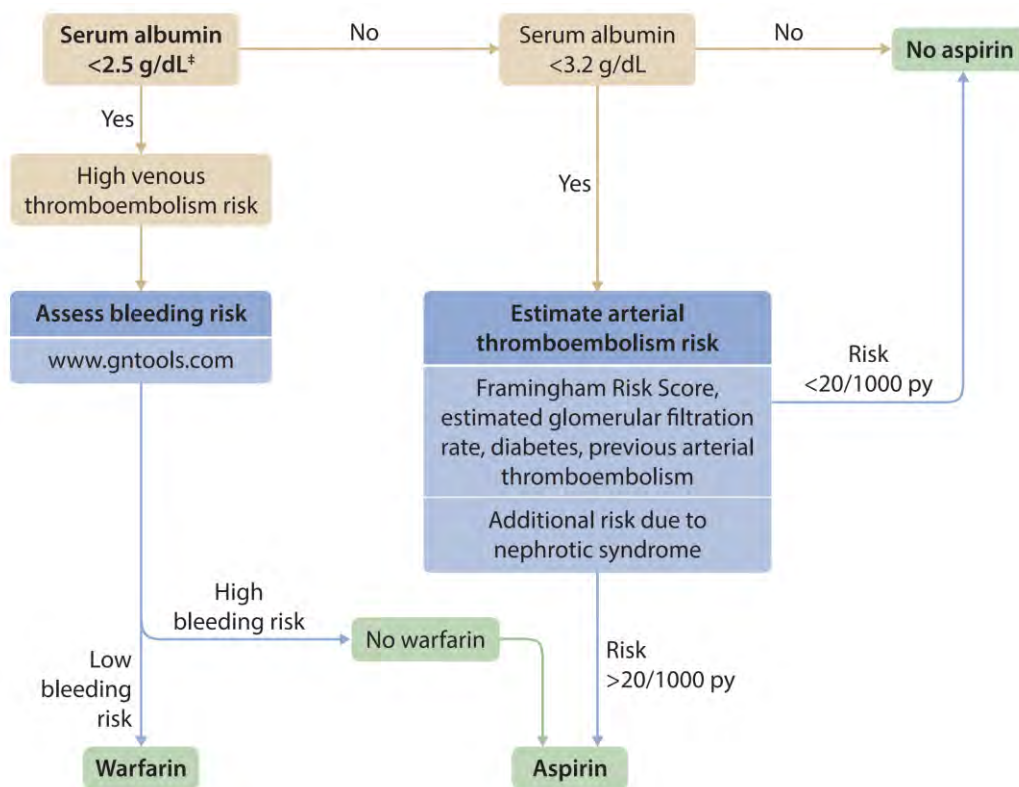 Serum albumin
<2.5 g/dL‡
No
Serum albumin
<3.2 g/dL
No
No aspirin
Yes
High venous
thromboembolism risk
Yes
Assess bleeding risk
www.gntools.com
Estimate arterial
thromboembolism risk
Framingham Risk Score,
estimated glomerular filtration
rate, diabetes, previous arterial
thromboembolism
Additional risk due to
nephrotic syndrome
Risk
<20/1000 py
High
bleeding risk
No warfarin
Low
bleeding
risk
Risk
>20/1000 py
Warfarin
Aspirin